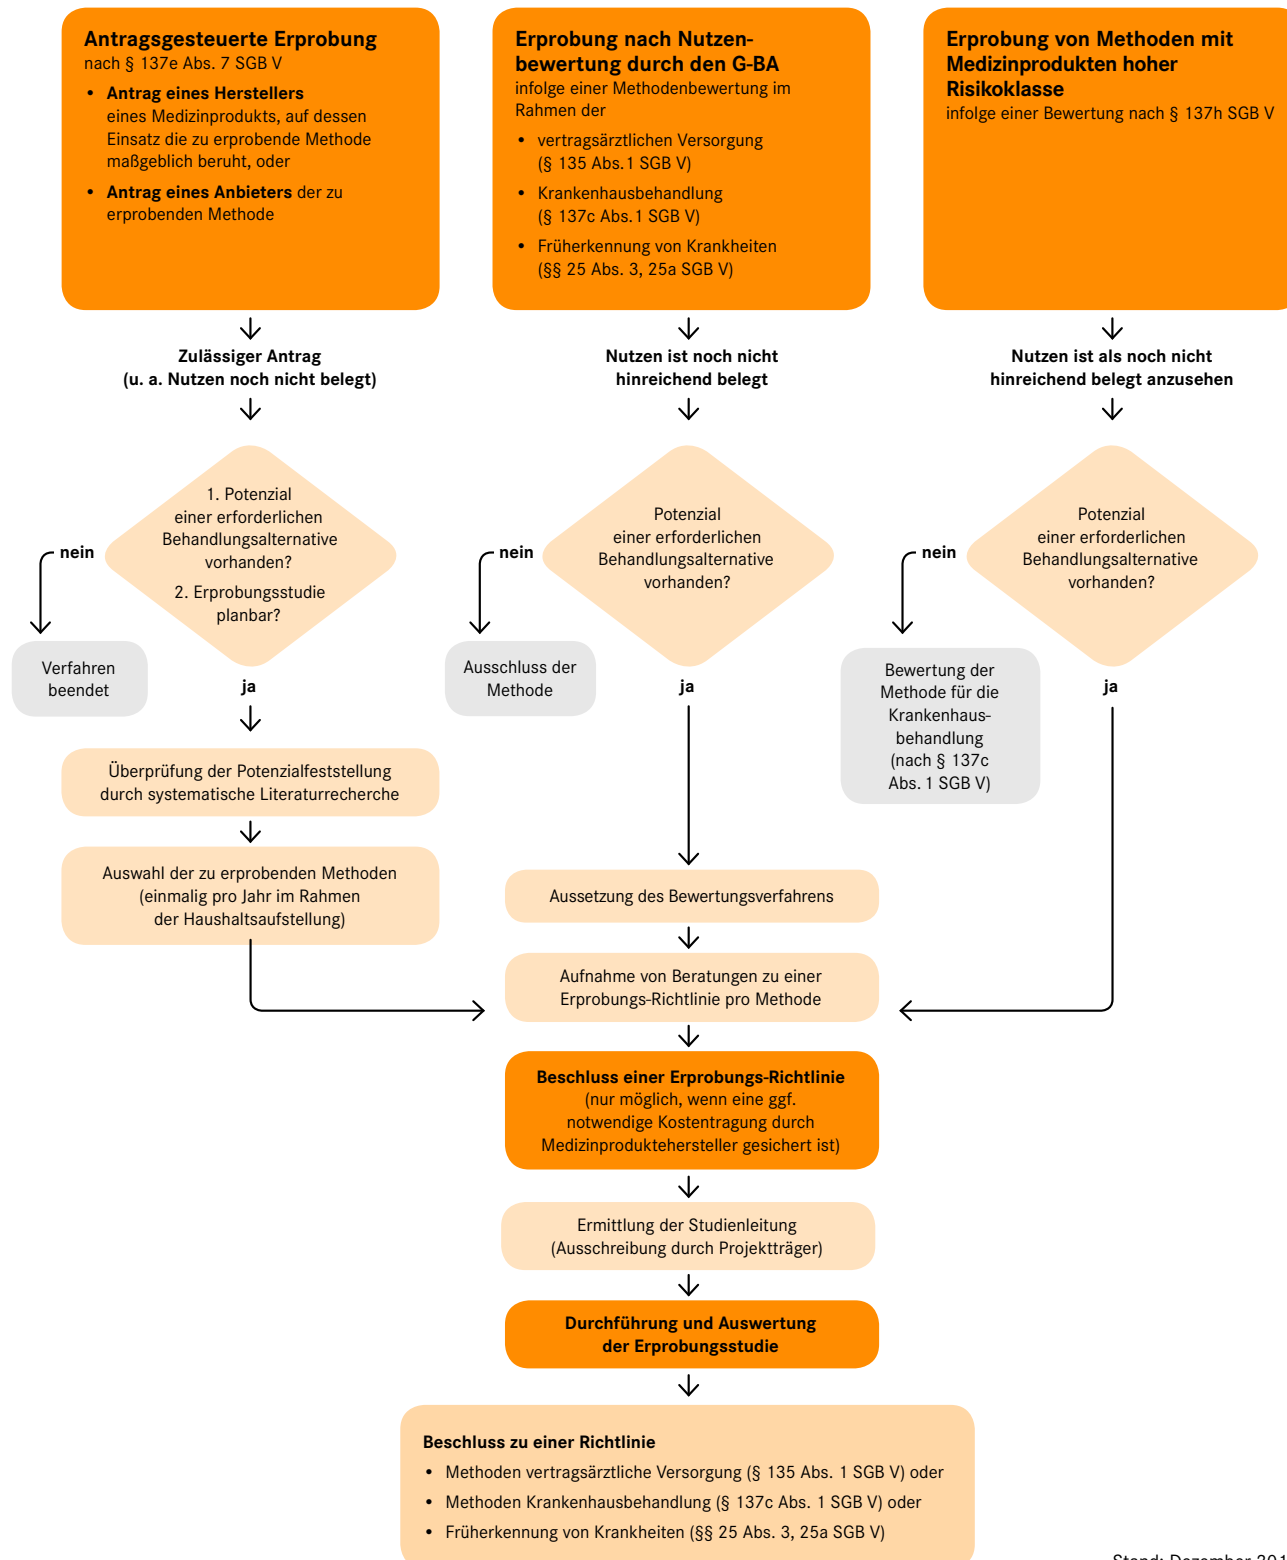 Antragsgesteuerte Erprobung
nach § 137e Abs. 7 SGB V
• Antrag eines Herstellers
eines Medizinprodukts, auf dessen
Einsatz die zu erprobende Methode
maßgeblich beruht, oder
• Antrag eines Anbieters der zu
erprobenden Methode
Erprobung nach Nutzen-
bewertung durch den G-BA
infolge einer Methodenbewertung im
Rahmen der
• vertragsärztlichen Versorgung
(§ 135 Abs.1 SGB V)
• Krankenhausbehandlung
(§ 137c Abs.1 SGB V)
• Früherkennung von Krankheiten
(§§ 25 Abs. 3, 25a SGB V)
Erprobung von Methoden mit
Medizinprodukten hoher
Risikoklasse
infolge einer Bewertung nach § 137h SGB V
Zulässiger Antrag
(u. a. Nutzen noch nicht belegt)
Nutzen ist noch nicht
hinreichend belegt
Nutzen ist als noch nicht
hinreichend belegt anzusehen
1. Potenzial
einer erforderlichen
Behandlungsalternative
vorhanden?
2. Erprobungsstudie
planbar?
nein
Verfahren
beendet
ja
Potenzial
einer erforderlichen
Behandlungsalternative
vorhanden?
nein
Ausschluss der
Methode
ja
Potenzial
einer erforderlichen
Behandlungsalternative
vorhanden?
nein
Bewertung der
Methode für die
Krankenhaus-
behandlung
(nach § 137c
Abs. 1 SGB V)
ja
Überprüfung der Potenzialfeststellung
durch systematische Literaturrecherche
Auswahl der zu erprobenden Methoden
(einmalig pro Jahr im Rahmen
der Haushaltsaufstellung)
Aussetzung des Bewertungsverfahrens
Aufnahme von Beratungen zu einer
Erprobungs-Richtlinie pro Methode
Beschluss einer Erprobungs-Richtlinie
(nur möglich, wenn eine ggf.
notwendige Kostentragung durch
Medizinproduktehersteller gesichert ist)
Ermittlung der Studienleitung
(Ausschreibung durch Projektträger)
Durchführung und Auswertung
der Erprobungsstudie
Beschluss zu einer Richtlinie
• Methoden vertragsärztliche Versorgung (§ 135 Abs. 1 SGB V) oder
• Methoden Krankenhausbehandlung (§ 137c Abs. 1 SGB V) oder
• Früherkennung von Krankheiten (§§ 25 Abs. 3, 25a SGB V)
Stand: Dezember